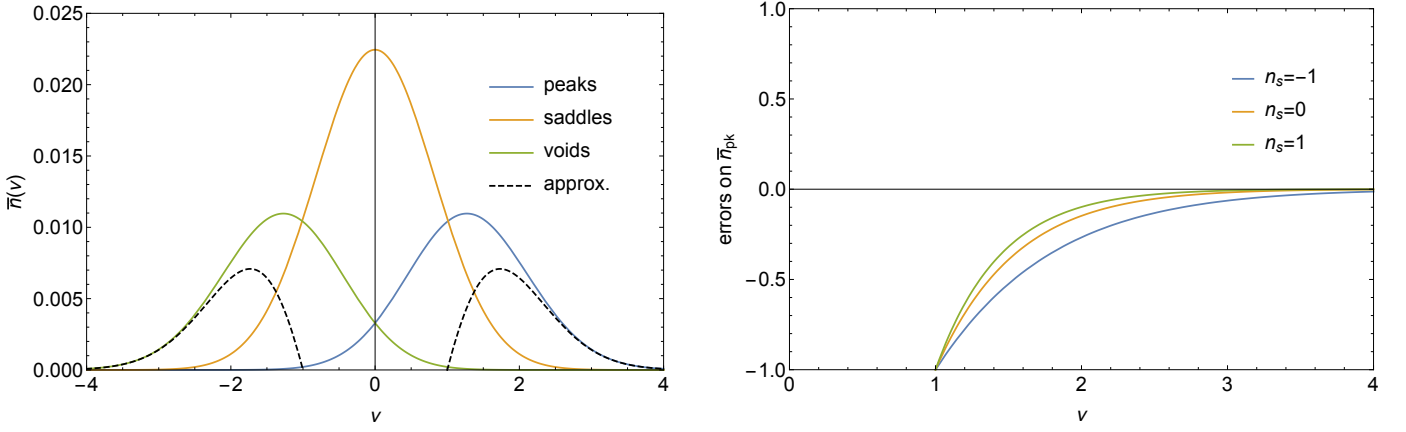 0.025
0.020
0.015
0.010
0.005
0.000
n̅(ν)
-4
-2
0
2
4
ν
peaks
saddles
voids
approx.
1.0
0.5
0.0
-0.5
-1.0
errors on n̅pk
0
1
2
3
4
ν
nₛ=-1
nₛ=0
nₛ=1